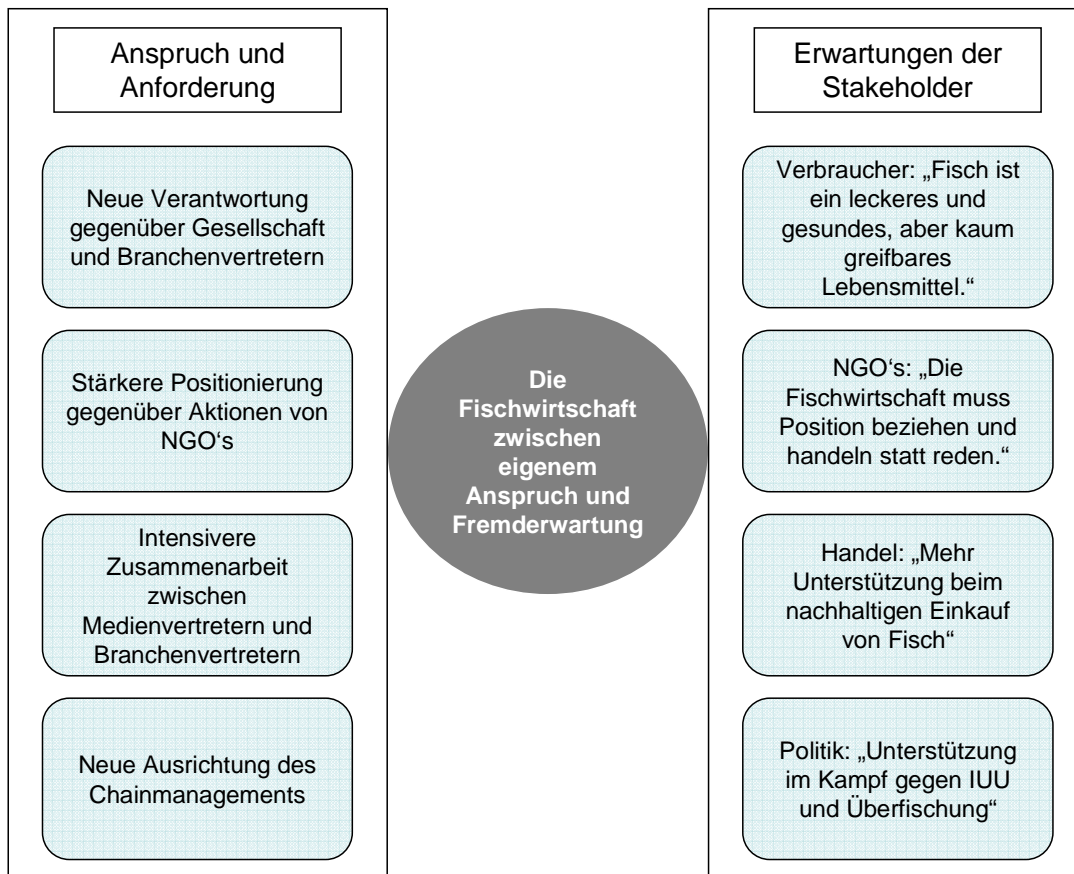 Anspruch und
Anforderung
Neue Verantwortung
gegenüber Gesellschaft
und Branchenvertretern
Stärkere Positionierung
gegenüber Aktionen von
NGO‘s
Intensivere
Zusammenarbeit
zwischen
Medienvertretern und
Branchenvertretern
Neue Ausrichtung des
Chainmanagements
Die
Fischwirtschaft
zwischen
eigenem
Anspruch und
Fremderwartung
Erwartungen der
Stakeholder
Verbraucher: „Fisch ist
ein leckeres und
gesundes, aber kaum
greifbares
Lebensmittel.“
NGO‘s: „Die
Fischwirtschaft muss
Position beziehen und
handeln statt reden.“
Handel: „Mehr
Unterstützung beim
nachhaltigen Einkauf
von Fisch“
Politik: „Unterstützung
im Kampf gegen IUU
und Überfischung“